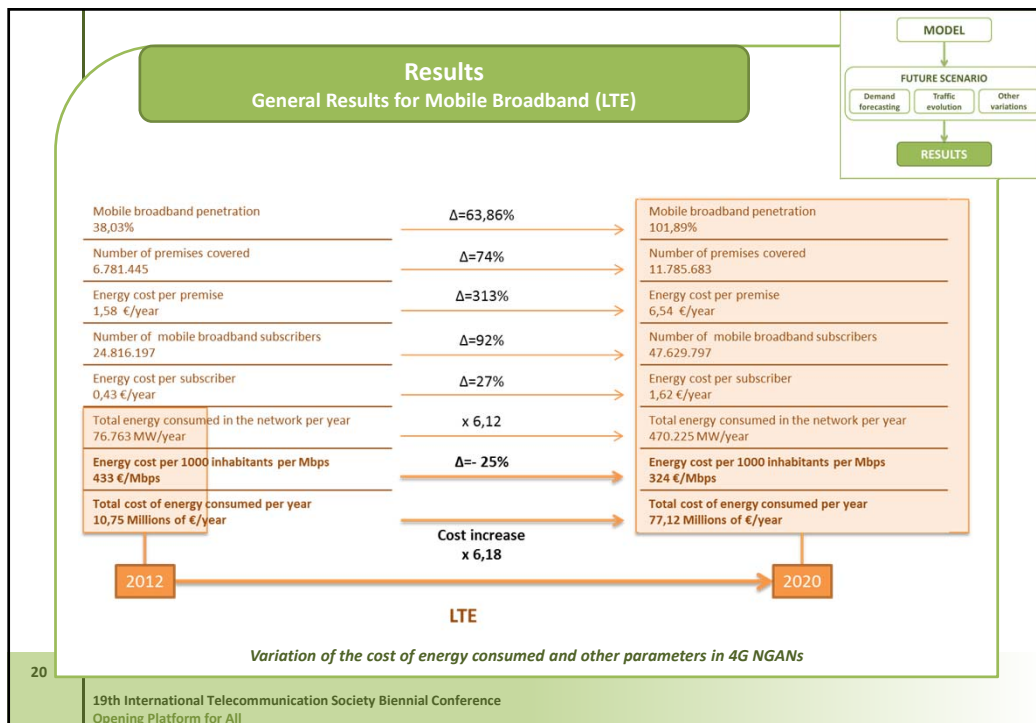 Results
General Results for Mobile Broadband (LTE)
MODEL
FUTURE SCENARIO
Demand forecasting
Traffic evolution
Other variations
RESULTS
Mobile broadband penetration
38,03%
Δ=63,86%
Mobile broadband penetration
101,89%
Number of premises covered
6.781.445
Δ=74%
Number of premises covered
11.785.683
Energy cost per premise
1,58 €/year
Δ=313%
Energy cost per premise
6,54 €/year
Number of mobile broadband subscribers
24.816.197
Δ=92%
Number of mobile broadband subscribers
47.629.797
Energy cost per subscriber
0,43 €/year
Δ=27%
Energy cost per subscriber
1,62 €/year
Total energy consumed in the network per year
76.763 MW/year
x 6,12
Total energy consumed in the network per year
470.225 MW/year
Energy cost per 1000 inhabitants per Mbps
433 €/Mbps
Δ=- 25%
Energy cost per 1000 inhabitants per Mbps
324 €/Mbps
Total cost of energy consumed per year
10,75 Millions of €/year
Cost increase
x 6,18
Total cost of energy consumed per year
77,12 Millions of €/year
2012
2020
LTE
Variation of the cost of energy consumed and other parameters in 4G NGANs
20
19th International Telecommunication Society Biennial Conference
Opening Platform for All